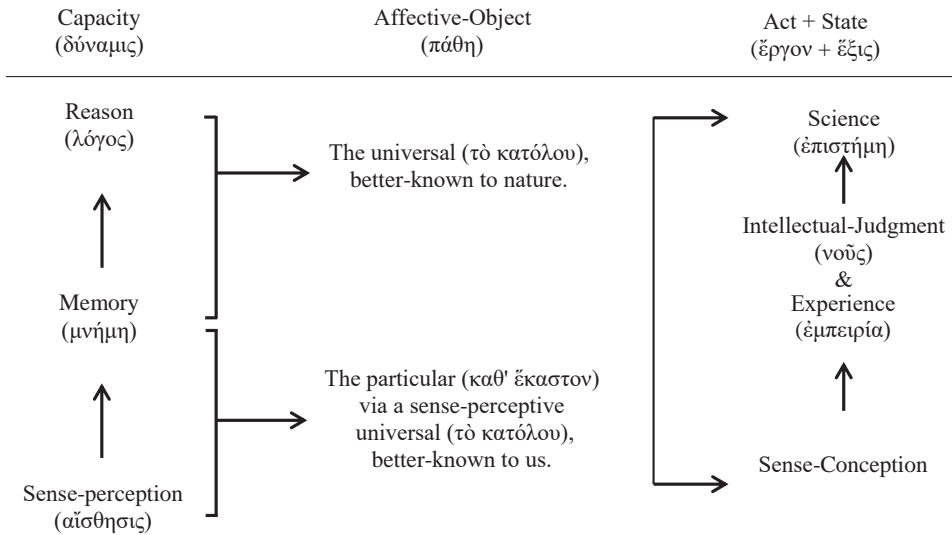 Capacity
(δύναμις)
Affective-Object
(πάθη)
Act + State
(ἔργον + ἕξις)
Reason
(λόγος)
Memory
(μνήμη)
Sense-perception
(αἴσθησις)
The universal (τὸ κατόλου),
better-known to nature.
The particular (καθ' ἕκαστον)
via a sense-perceptive
universal (τὸ κατόλου),
better-known to us.
Science
(ἐπιστήμη)
Intellectual-Judgment
(νοῦς)
&
Experience
(ἐμπειρία)
Sense-Conception